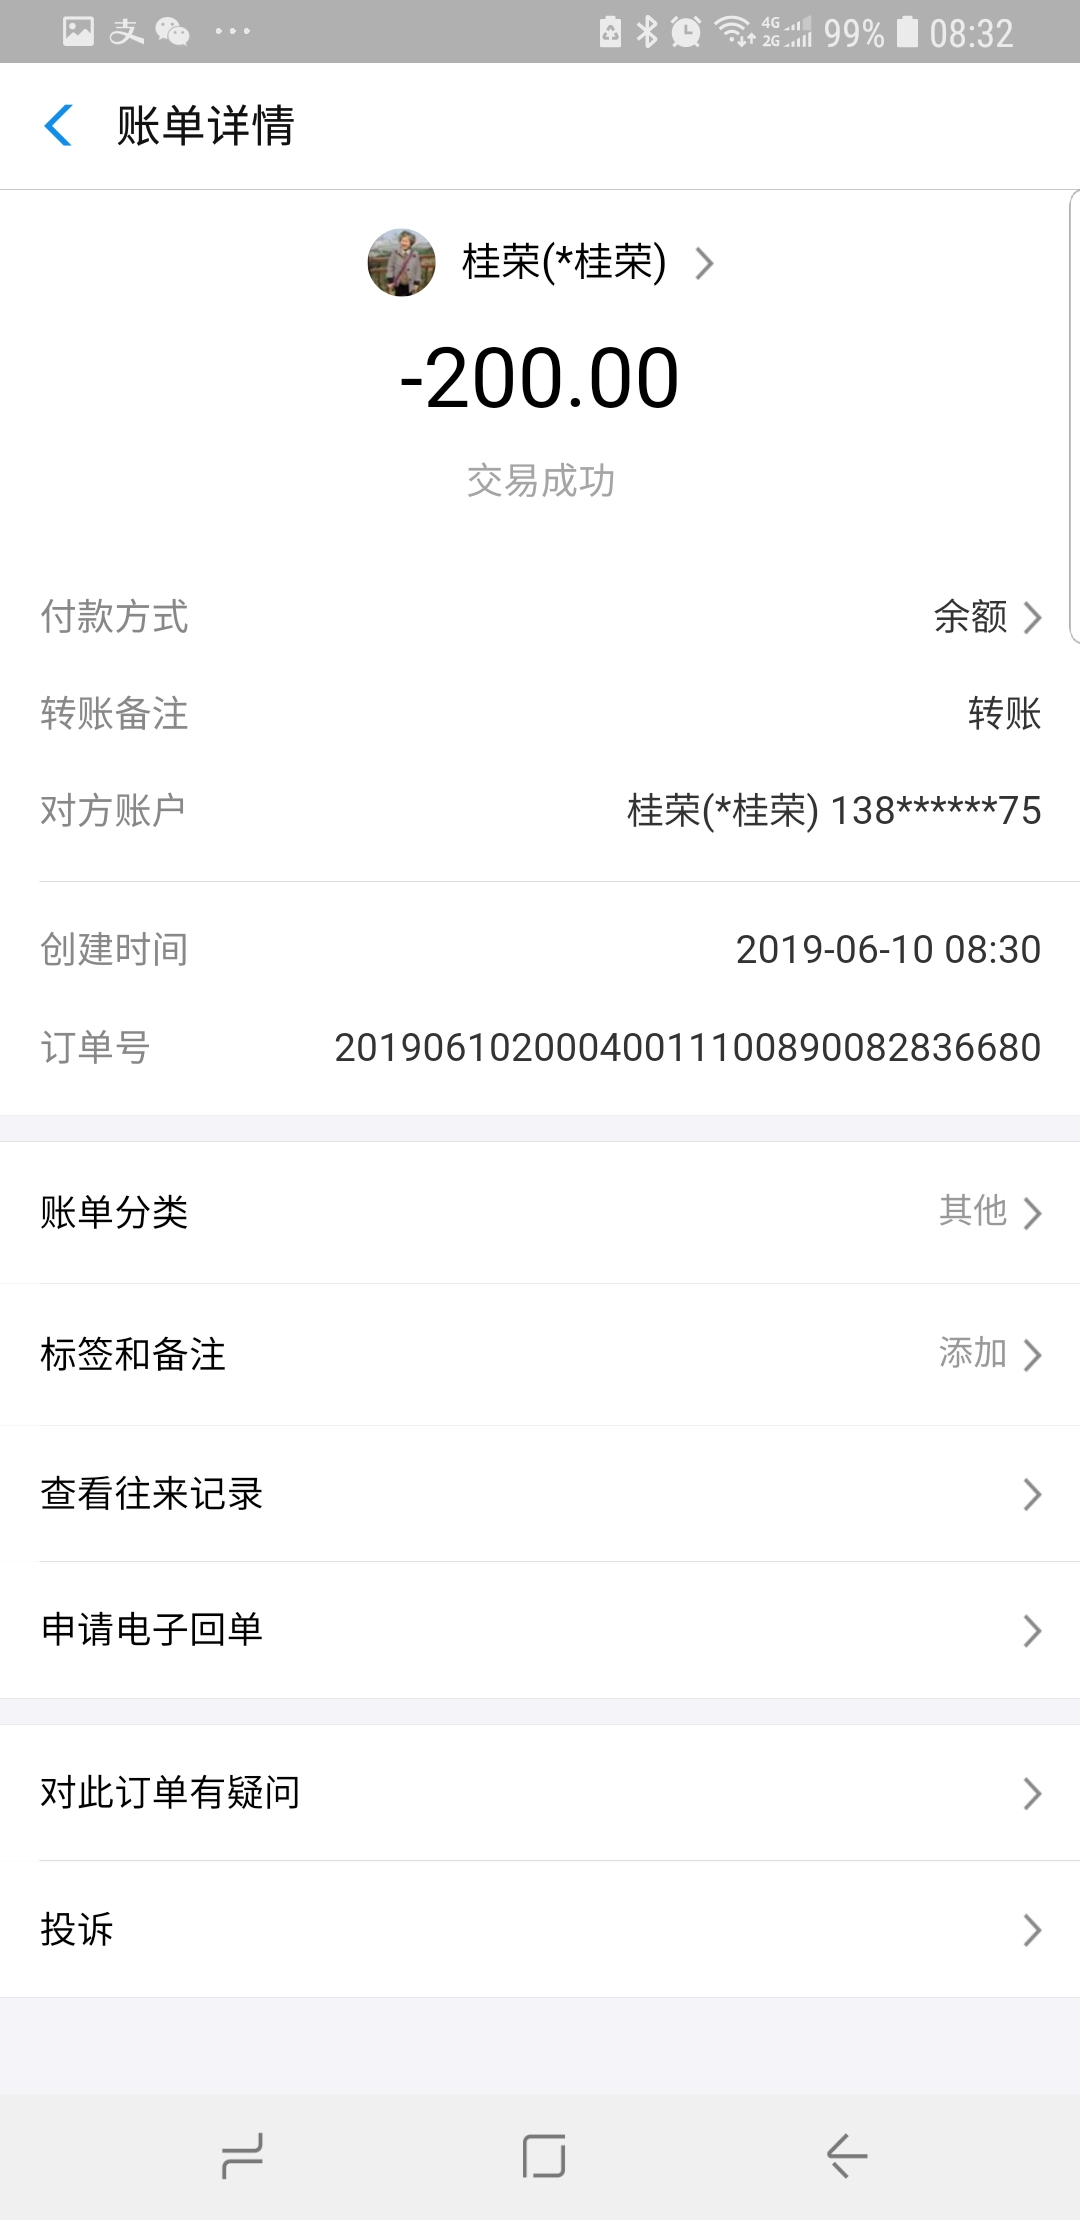 支
4G
2G
99%
08:32
账单详情
桂荣(*桂荣)
-200.00
交易成功
付款方式 余额
转账备注 转账
对方账户 桂荣(*桂荣) 138******75
创建时间 2019-06-10 08:30
订单号 20190610200040011100890082836680
账单分类 其他
标签和备注 添加
查看往来记录
申请电子回单
对此订单有疑问
投诉